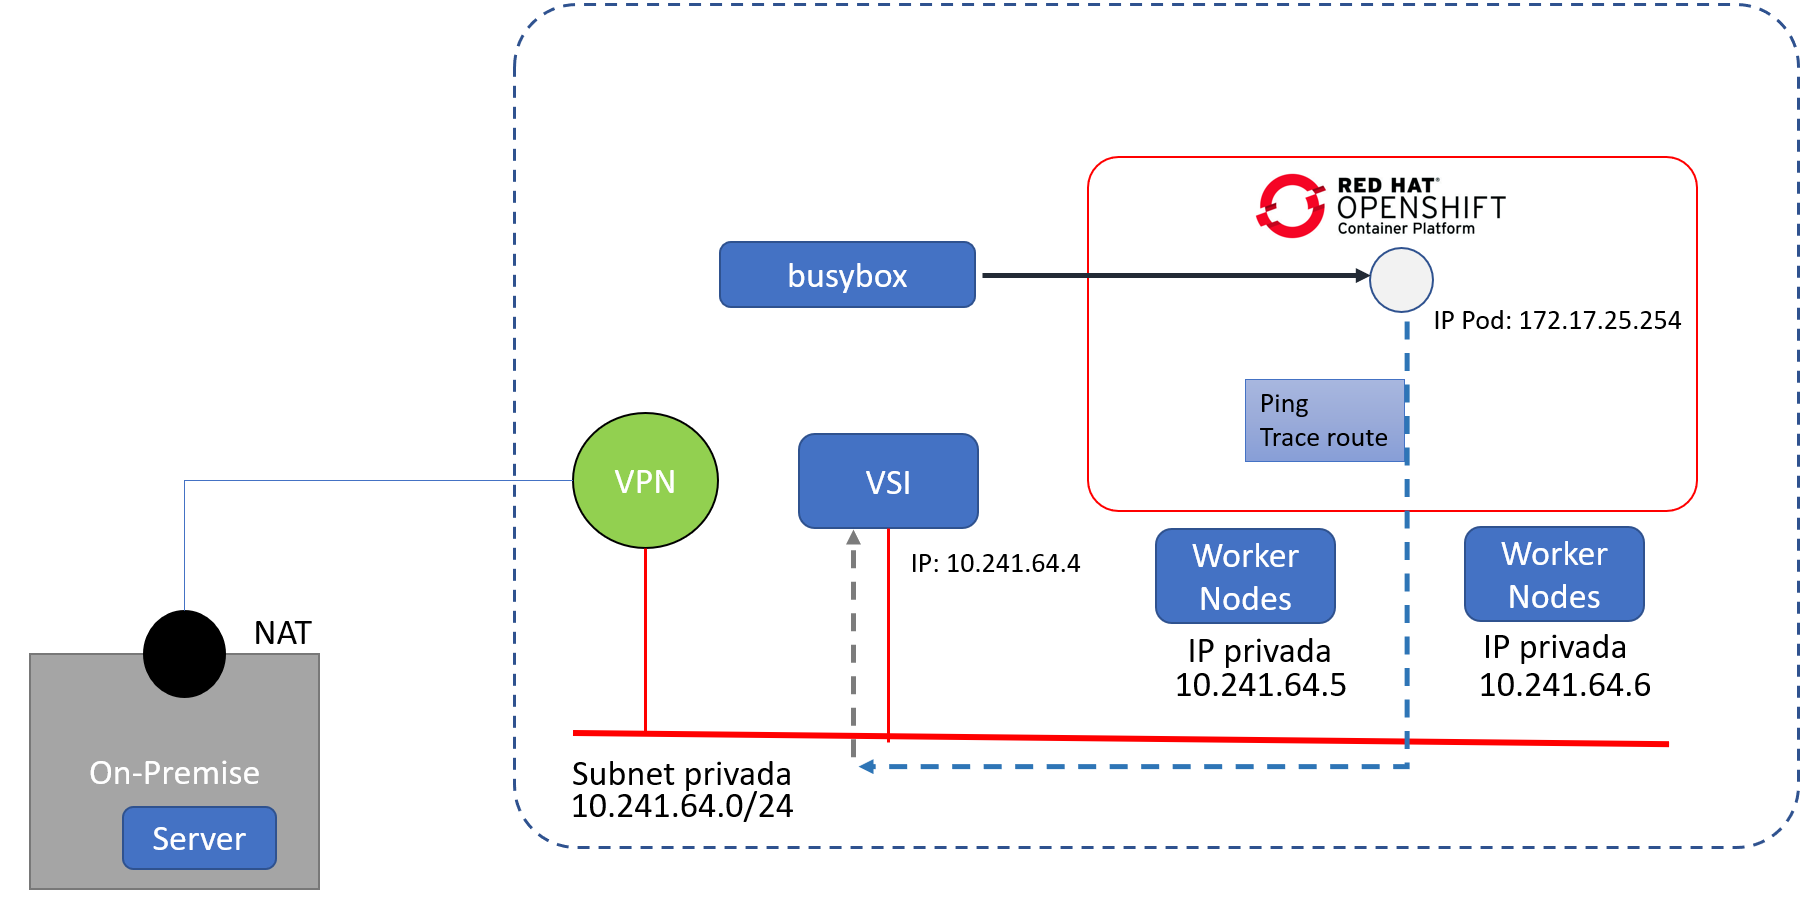 RED HAT®
OPENSHIFT
Container Platform
busybox
IP Pod: 172.17.25.254
Ping
Trace route
VPN
VSI
IP: 10.241.64.4
Worker
Nodes
IP privada
10.241.64.5
Worker
Nodes
IP privada
10.241.64.6
NAT
On-Premise
Server
Subnet privada
10.241.64.0/24